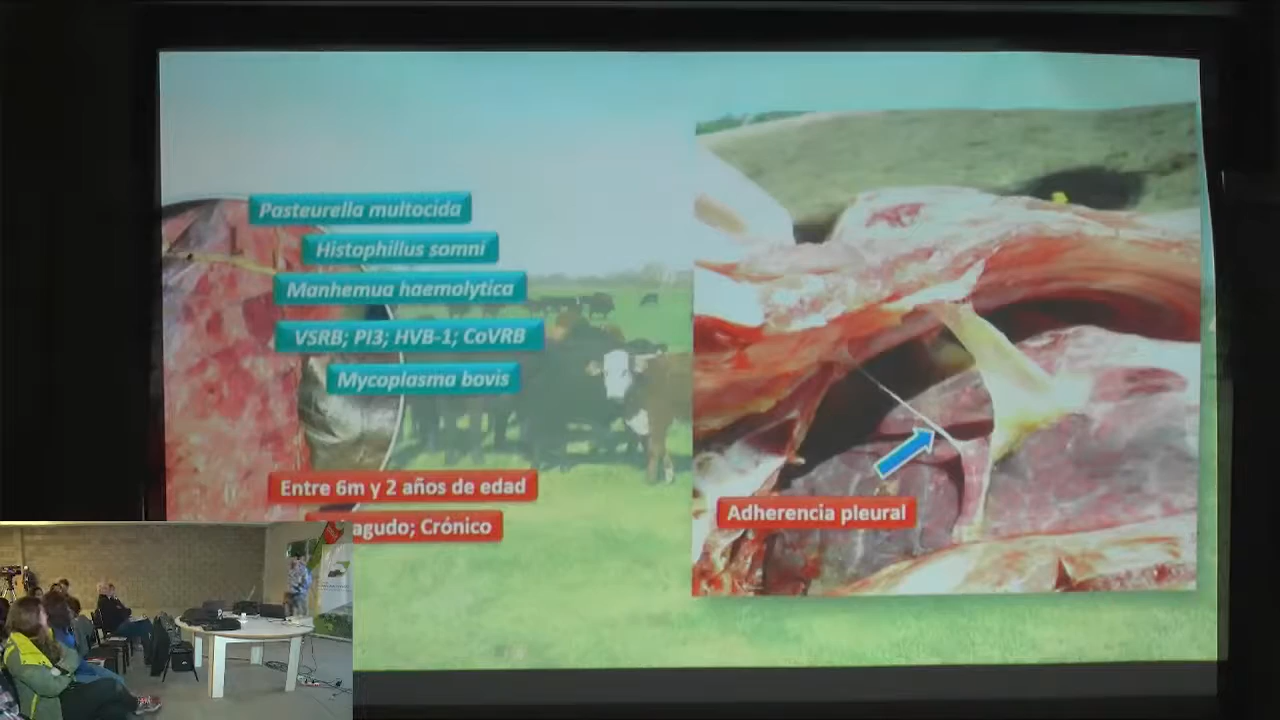 Pasteurella multocida
Histophillus somni
Manhemua haemolytica
VSRB; PI3; HVB-1; CoVRB
Mycoplasma bovis
Entre 6m y 2 años de edad
agudo; Crónico
Adherencia pleural